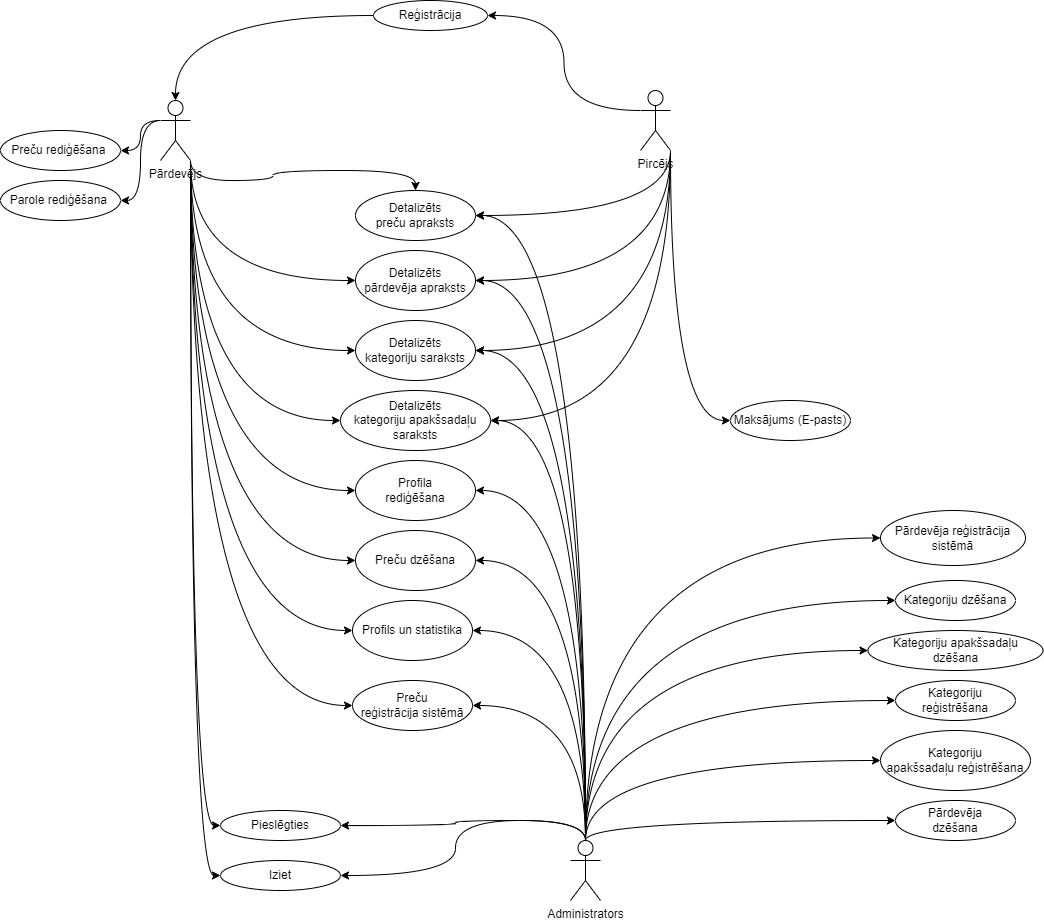 Reģistrācija
Preču rediģēšana
Pārdevējs
Pircējs
Parole rediģēšana
Detalizēts
preču apraksts
Detalizēts
pārdevēja apraksts
Detalizēts
kategoriju saraksts
Detalizēts
kategoriju apakšsadaļu
saraksts
Maksājums (E-pasts)
Profila
rediģēšana
Pārdevēja reģistrācija
sistēmā
Preču dzēšana
Kategoriju dzēšana
Profils un statistika
Kategoriju apakšsadaļu
dzēšana
Preču
reģistrācija sistēmā
Kategoriju
reģistrēšana
Kategoriju
apakšsadaļu reģistrēšana
Pieslēgties
Pārdevēja
dzēšana
Iziet
Administrators